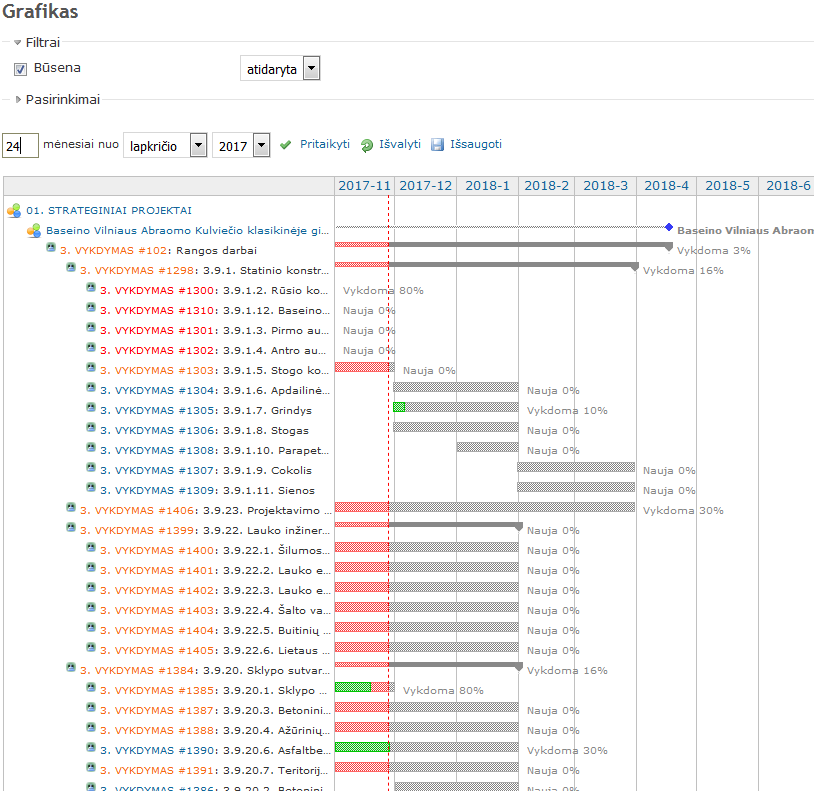 Grafikas
Filtrai
Būsena atidaryta
Pasirinkimai
24 mėnesiai nuo lapkričio 2017 Pritaikyti Išvalyti Išsaugoti
2017-11 2017-12 2018-1 2018-2 2018-3 2018-4 2018-5 2018-6
01. STRATEGINIAI PROJEKTAI
Baseino Vilniaus Abraomo Kulviečio klasikinėje gi... Baseino Vilniaus Abraon
3. VYKDYMAS #102: Rangos darbai Vykdoma 3%
3. VYKDYMAS #1298: 3.9.1. Statinio konstr... Vykdoma 16%
3. VYKDYMAS #1300: 3.9.1.2. Rūsio ko... Vykdoma 80%
3. VYKDYMAS #1310: 3.9.1.12. Baseino... Nauja 0%
3. VYKDYMAS #1301: 3.9.1.3. Pirmo au... Nauja 0%
3. VYKDYMAS #1302: 3.9.1.4. Antro au... Nauja 0%
3. VYKDYMAS #1303: 3.9.1.5. Stogo ko... Nauja 0%
3. VYKDYMAS #1304: 3.9.1.6. Apdailinė... Nauja 0%
3. VYKDYMAS #1305: 3.9.1.7. Grindys Vykdoma 10%
3. VYKDYMAS #1306: 3.9.1.8. Stogas Nauja 0%
3. VYKDYMAS #1308: 3.9.1.10. Parapet... Nauja 0%
3. VYKDYMAS #1307: 3.9.1.9. Cokolis Nauja 0%
3. VYKDYMAS #1309: 3.9.1.11. Sienos Nauja 0%
3. VYKDYMAS #1406: 3.9.23. Projektavimo ... Vykdoma 30%
3. VYKDYMAS #1399: 3.9.22. Lauko inžiner... Nauja 0%
3. VYKDYMAS #1400: 3.9.22.1. Šilumos... Nauja 0%
3. VYKDYMAS #1401: 3.9.22.2. Lauko e... Nauja 0%
3. VYKDYMAS #1402: 3.9.22.3. Lauko e... Nauja 0%
3. VYKDYMAS #1403: 3.9.22.4. Šalto va... Nauja 0%
3. VYKDYMAS #1404: 3.9.22.5. Buitinių ... Nauja 0%
3. VYKDYMAS #1405: 3.9.22.6. Lietaus ... Nauja 0%
3. VYKDYMAS #1384: 3.9.20. Sklypo sutvar... Vykdoma 16%
3. VYKDYMAS #1385: 3.9.20.1. Sklypo ... Vykdoma 80%
3. VYKDYMAS #1387: 3.9.20.3. Betonini... Nauja 0%
3. VYKDYMAS #1388: 3.9.20.4. Ažūrinių... Nauja 0%
3. VYKDYMAS #1390: 3.9.20.6. Asfaltbe... Vykdoma 30%
3. VYKDYMAS #1391: 3.9.20.7. Teritorij... Nauja 0%
3. VYKDYMAS #1386: 3.9.20.2. Betonini... Nauja 0%